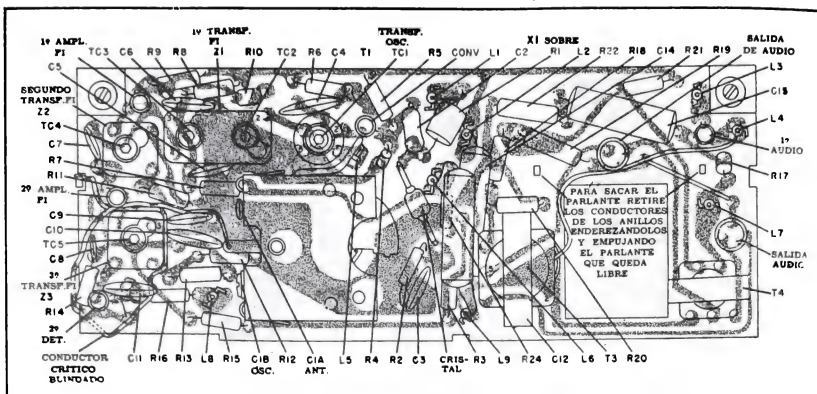 1º AMPL. FI
C5
TC3 C6 R9 R8
1º TRANSF. FI
Z1 R10 TC2 R6 C4
TRANSF. OSC.
T1 TC1 R5 CONV L1 C2
X1 SOBRE
R1 L2 R22 R18 C14 R21 R19
SALIDA DE AUDIO
L3
C15
L4
1º AUDIO
R17
L7
SALIDA AUDIO
T4
SEGUNDO TRANSF. FI
Z2
TC4
C7
R7
R11
2º AMPL. FI
C9
C10
TC5
C8
3º TRANSF. FI
Z3
R14
2º DET.
CONDUCTOR CRITICO BLINDADO
3
2
PARA SACAR EL
PARLANTE RETIRE
LOS CONDUCTORES
DE LOS ANILLOS
ENDEREZÁNDOLOS
Y EMPUJANDO
EL PARLANTE
QUE QUEDA
LIBRE
C11 R16 R13 L8 R15
C1B OSC.
R12
C1A ANT.
L5 R4 R2 C3
CRIS-TAL
R3 L9 R24 C12 L6 T3 R20